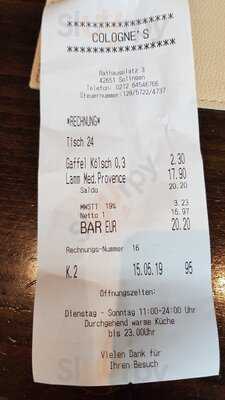 ************************
COLOGNE'S
************************
Rathausplatz 3
42651 Solingen
Telefon: 0212 64546766
Steuernummer:128/5722/4737
*RECHNUNG*
Tisch 24
Gaffel Kölsch 0,3 2.30
Lamm Med.Provence 17.90
Saldo 20.20
MWST1 19% 3.23
Netto 1 16.97
BAR EUR 20.20
Rechnungs-Nummer 16
K.2 15.06.19 95
Öffnungszeiten:
Dienstag - Sonntag 11:00-24:00 Uhr
Durchgehend warme Küche
bis 23.00Uhr
Vielen Dank für
Ihren Besuch